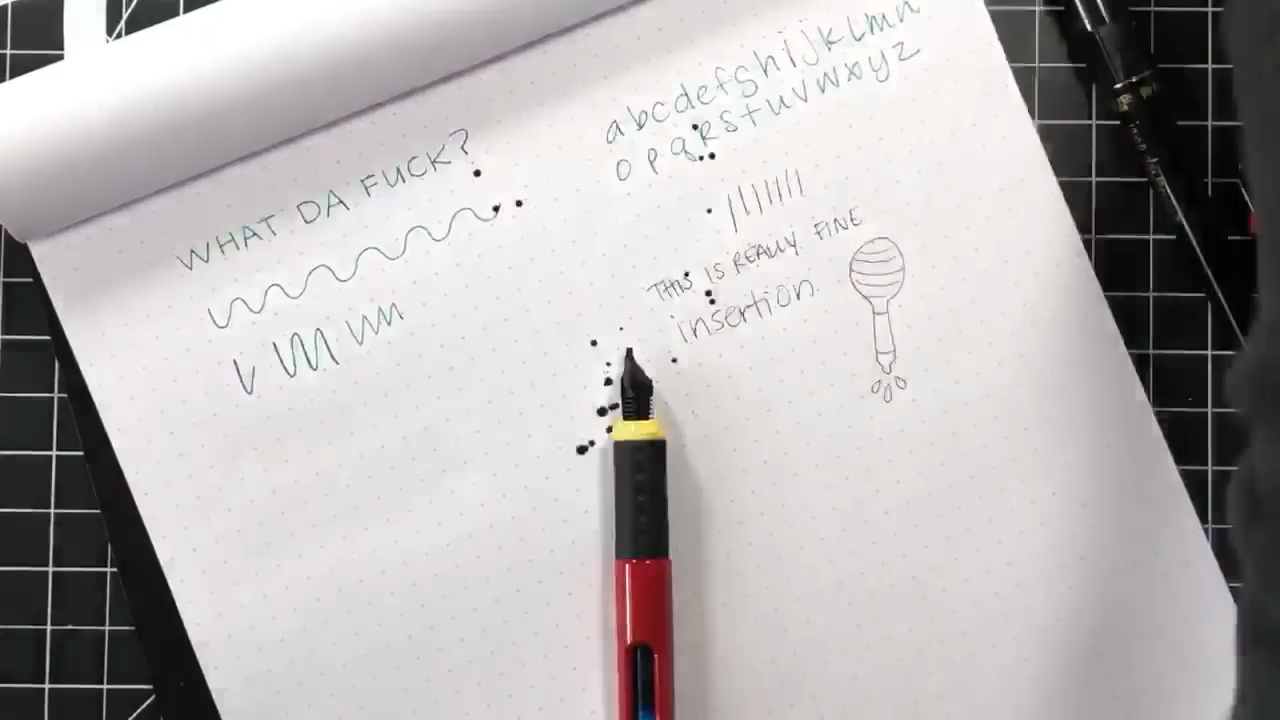 WHAT DA FUCK?
abcdefghijklmn
opqRstuvwxyz
THIS IS REALLY FINE
insertion